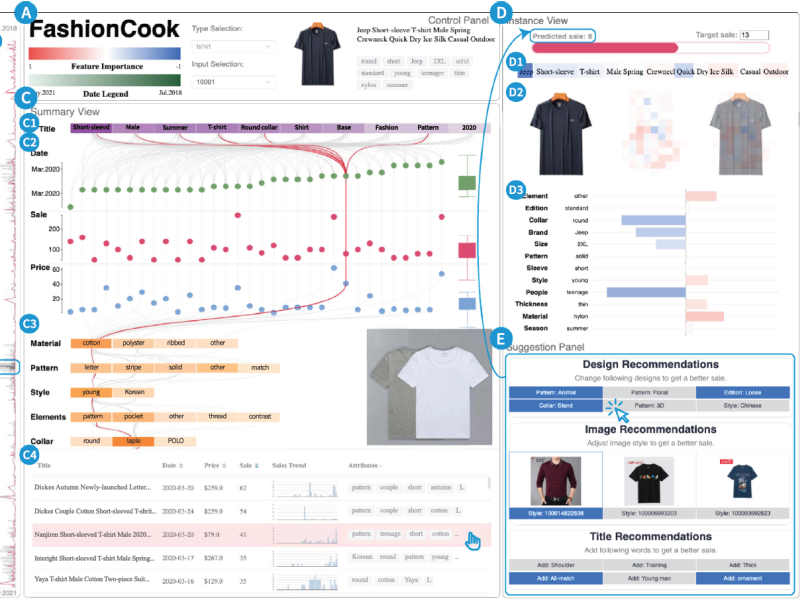 2018
A
FashionCook
1
Feature Importance
-1
y.2021
Date Legend
Jul.2018
Control Panel
Type Selection:
tshirt
Input Selection:
10001
Jeep Short-sleeve T-shirt Male Spring
Crewneck Quick Dry Ice Silk Casual Outdoor
round short Jeep 2XL solid
standard young teenager thin
nylon summer
C
Summary View
C1
Title
Short-sleevd Male Summer T-shirt Round collar Shirt Base Fashion Pattern 2020
C2
Date
Mar.2020
Mar.2020
Sale
200
100
Price
60
40
20
C3
Material cotton polyster ribbed other
Pattern letter stripe solid other match
Style young Korean
Elements pattern pocket other thread contrast
Collar round laple POLO
C4
Title Date Price Sale Sales Trend Attributes
Dickes Autumn Newly-launched Letter... 2020-03-20 $259.0 62 pattern couple short autumn L
Dickes Couple Cotton Short-sleeved T-shrit... 2020-03-24 $259.0 54 pattern couple short cotton L
Nanjiren Short-sleeved T-shirt Male 2020... 2020-03-20 $79.0 41 pattern teenage short cotton ...
Interight Short-sleeved T-shirt Male Spring... 2020-03-17 $267.0 35 Korean round pattern young ...
Yaya T-shirt Male Cotton Two-piece Suit... 2020-03-16 $129.0 35 round cotton Yaya L
2021
D
Instance View
Predicted sale: 8
Target sale: 13
D1
Jeep Short-sleeve T-shirt Male Spring Crewneck Quick Dry Ice Silk Casual Outdoor
D2
D3
Element other
Edition standard
Collar round
Brand Jeep
Size 2XL
Pattern solid
Sleeve short
Style young
People teenage
Thickness thin
Material nylon
Season summer
E
Suggestion Panel
Design Recommendations
Change following designs to get a better sale.
Pattern: Animal Pattern: Floral Edition: Loose
Collar: Stand Pattern: 3D Style: Chinese
Image Recommendations
Adjust image style to get a better sale.
Style: 100014822538 Style: 100006993203 Style: 100003592623
Title Recommendations
Add following words to get a better sale.
Add: Shoulder Add: Training Add: Thick
Add: All-match Add: Young man Add: ornament